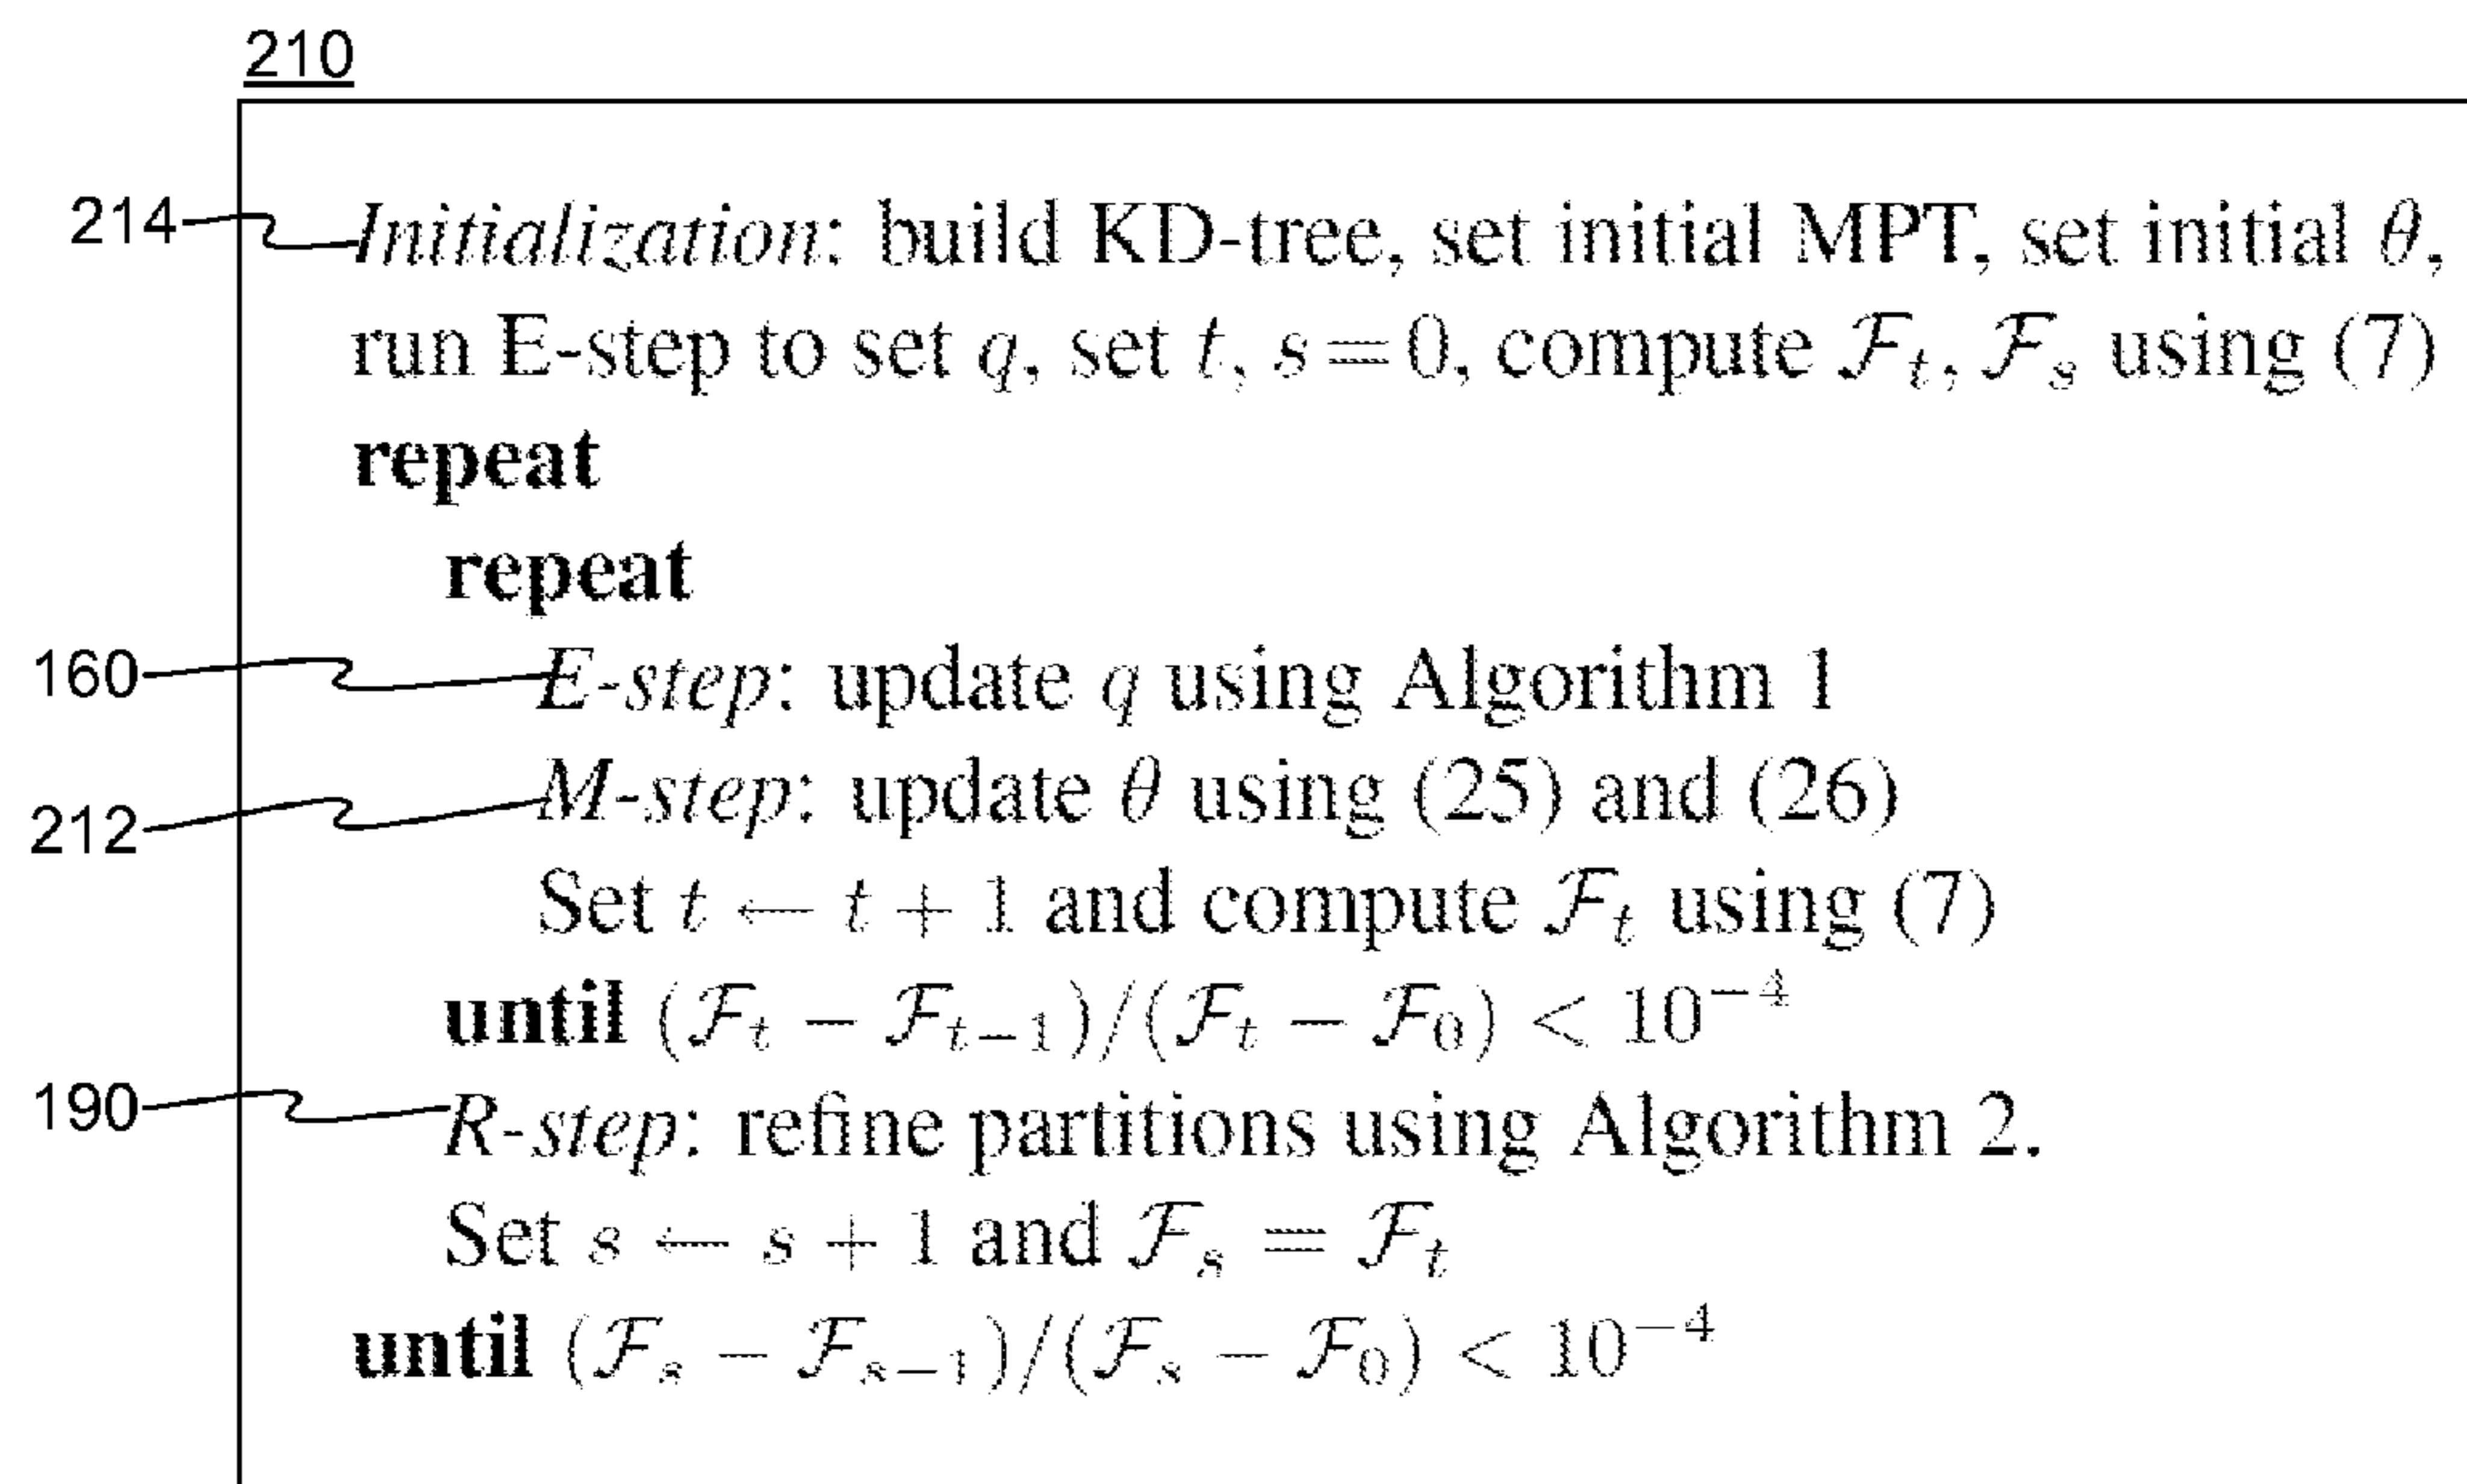 210
214 Initialization: build KD-tree, set initial MPT, set initial θ,
run E-step to set q, set t, s = 0, compute ℱ_t, ℱ_s using (7)
repeat
repeat
160 E-step: update q using Algorithm 1
212 M-step: update θ using (25) and (26)
Set t ← t + 1 and compute ℱ_t using (7)
until (ℱ_t − ℱ_{t−1})/(ℱ_t − ℱ_0) < 10^{−4}
190 R-step: refine partitions using Algorithm 2.
Set s ← s + 1 and ℱ_s = ℱ_t
until (ℱ_s − ℱ_{s−1})/(ℱ_s − ℱ_0) < 10^{−4}